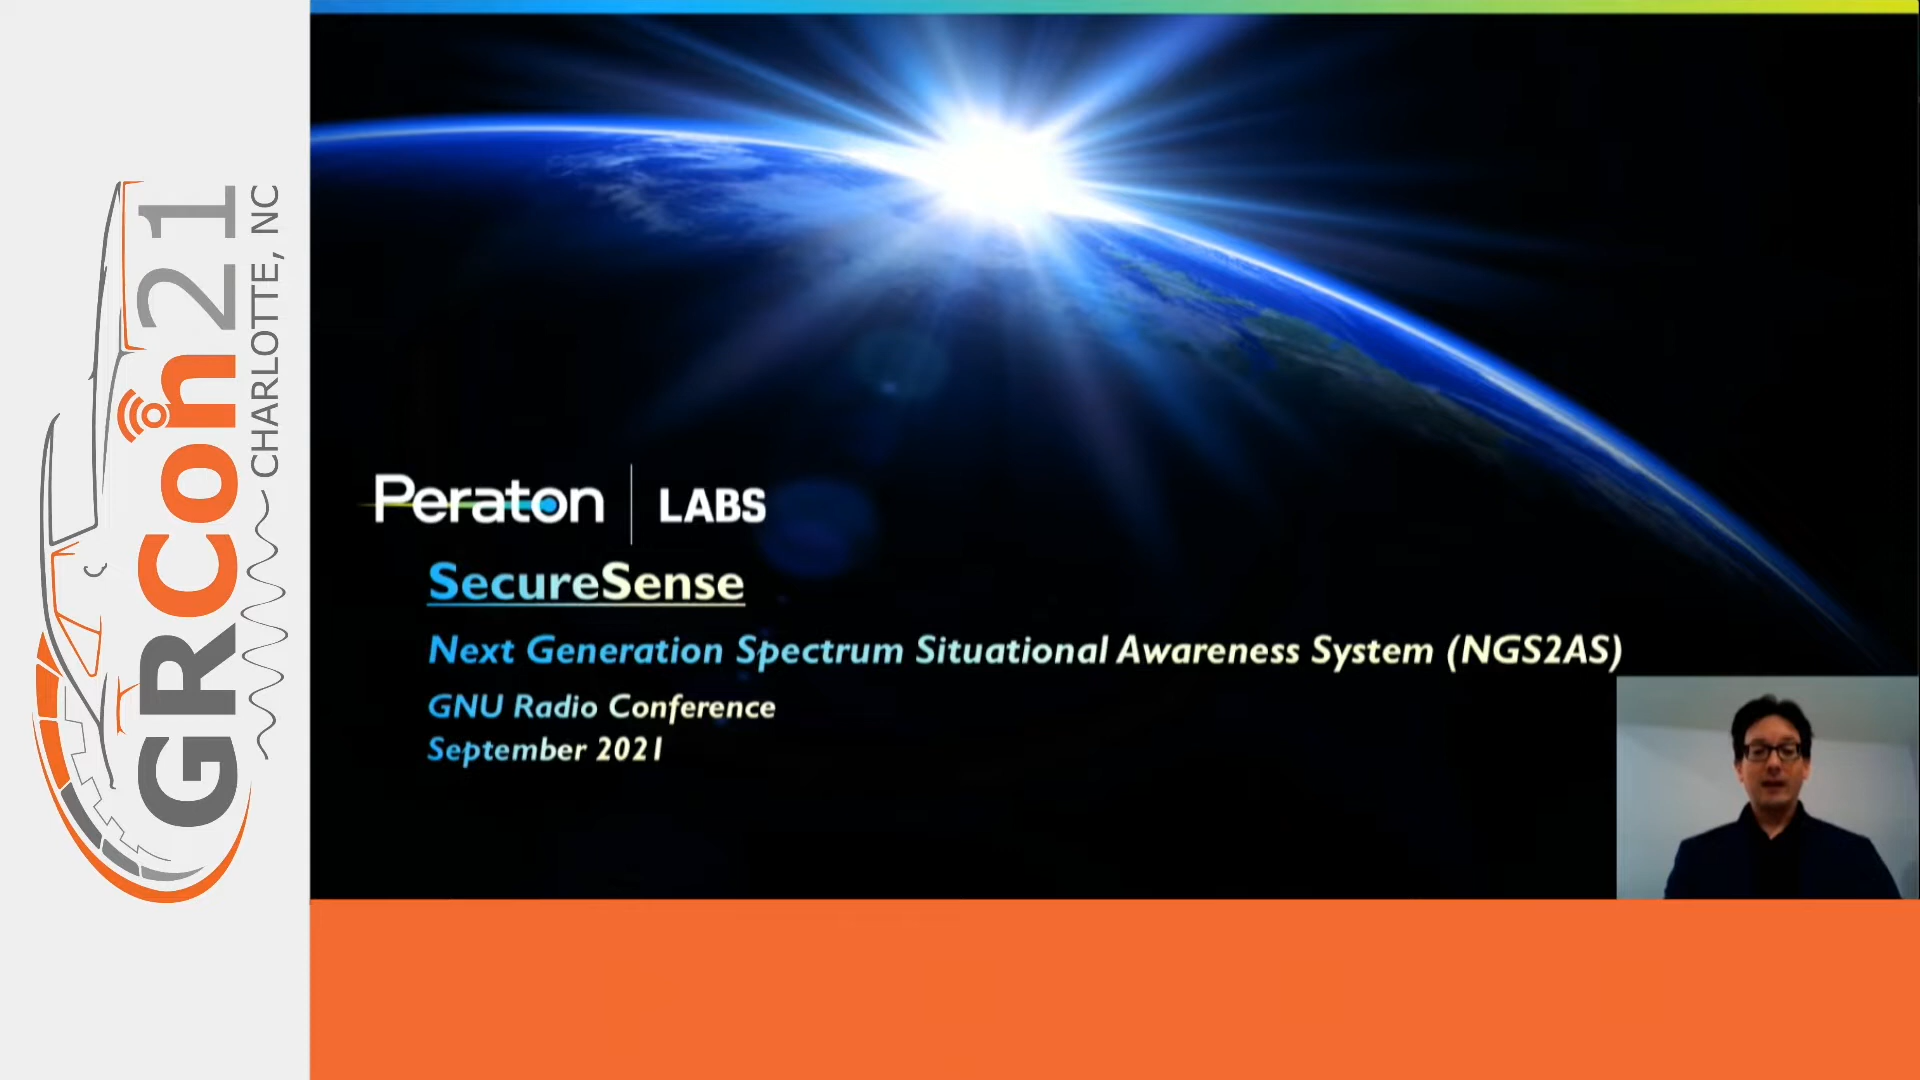 GRCon21
CHARLOTTE, NC
Peraton | LABS
SecureSense
Next Generation Spectrum Situational Awareness System (NGS2AS)
GNU Radio Conference
September 2021